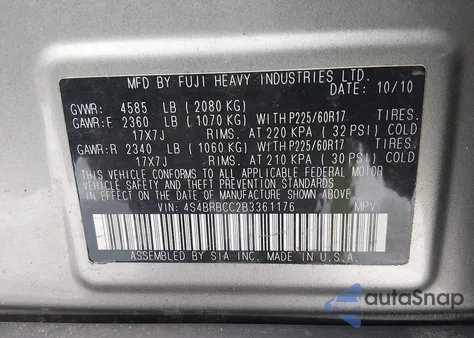 MFD BY FUJI HEAVY INDUSTRIES LTD.
DATE: 10/10
GVWR: 4585 LB (2080 KG)
GAWR:F 2360 LB (1070 KG) WITH P225/60R17 TIRES.
17X7J RIMS. AT 220 KPA (32 PSI) COLD
GAWR:R 2340 LB (1060 KG) WITH P225/60R17 TIRES.
17X7J RIMS. AT 210 KPA (30 PSI) COLD
THIS VEHICLE CONFORMS TO ALL APPLICABLE FEDERAL MOTOR
VEHICLE SAFETY AND THEFT PREVENTION STANDARDS
IN EFFECT ON THE DATE OF MANUFACTURE SHOWN ABOVE.
VIN: 4S4BRBCC2B3361176 MPV
ASSEMBLED BY SIA INC. MADE IN U.S.A.
autoSnap